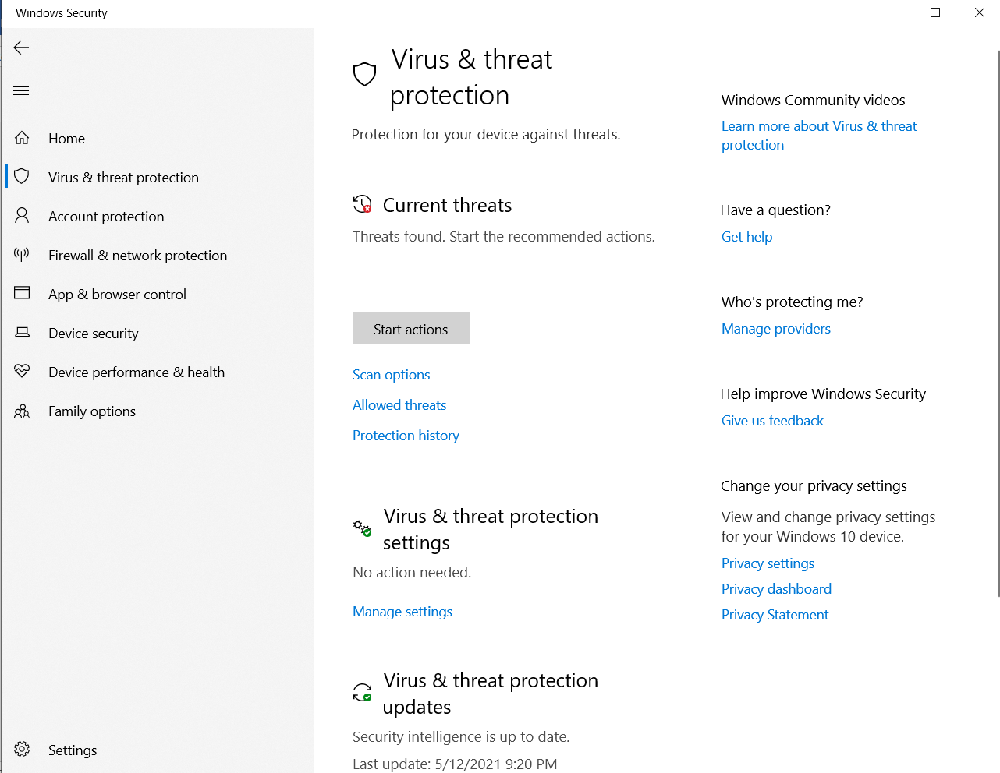 Windows Security
Home
Virus & threat protection
Account protection
Firewall & network protection
App & browser control
Device security
Device performance & health
Family options
Settings
Virus & threat
protection
Protection for your device against threats.
Current threats
Threats found. Start the recommended actions.
Start actions
Scan options
Allowed threats
Protection history
Virus & threat protection
settings
No action needed.
Manage settings
Virus & threat protection
updates
Security intelligence is up to date.
Last update: 5/12/2021 9:20 PM
Windows Community videos
Learn more about Virus & threat
protection
Have a question?
Get help
Who's protecting me?
Manage providers
Help improve Windows Security
Give us feedback
Change your privacy settings
View and change privacy settings
for your Windows 10 device.
Privacy settings
Privacy dashboard
Privacy Statement